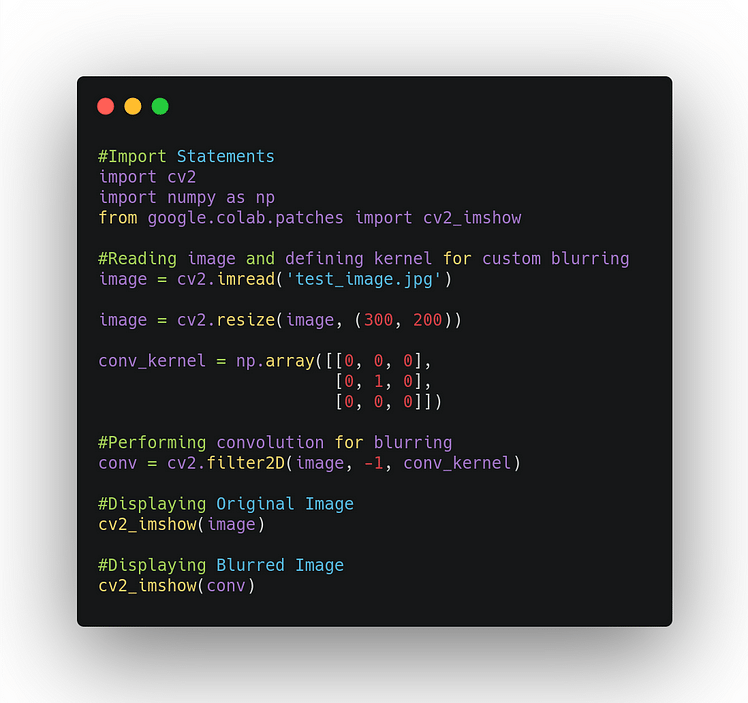 #Import Statements
import cv2
import numpy as np
from google.colab.patches import cv2_imshow
#Reading image and defining kernel for custom blurring
image = cv2.imread('test_image.jpg')
image = cv2.resize(image, (300, 200))
conv_kernel = np.array([[0, 0, 0],
[0, 1, 0],
[0, 0, 0]])
#Performing convolution for blurring
conv = cv2.filter2D(image, -1, conv_kernel)
#Displaying Original Image
cv2_imshow(image)
#Displaying Blurred Image
cv2_imshow(conv)